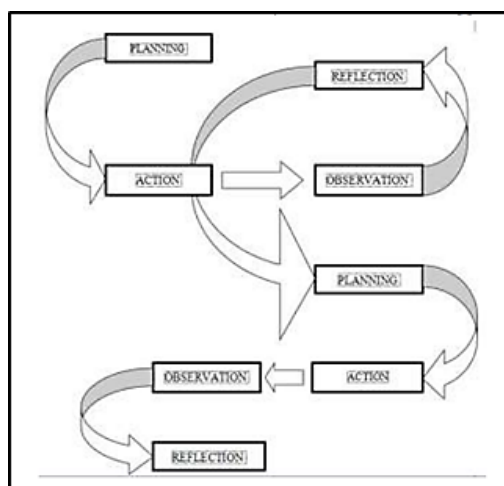 PLANNING
REFLECTION
ACTION
OBSERVATION
PLANNING
ACTION
OBSERVATION
REFLECTION